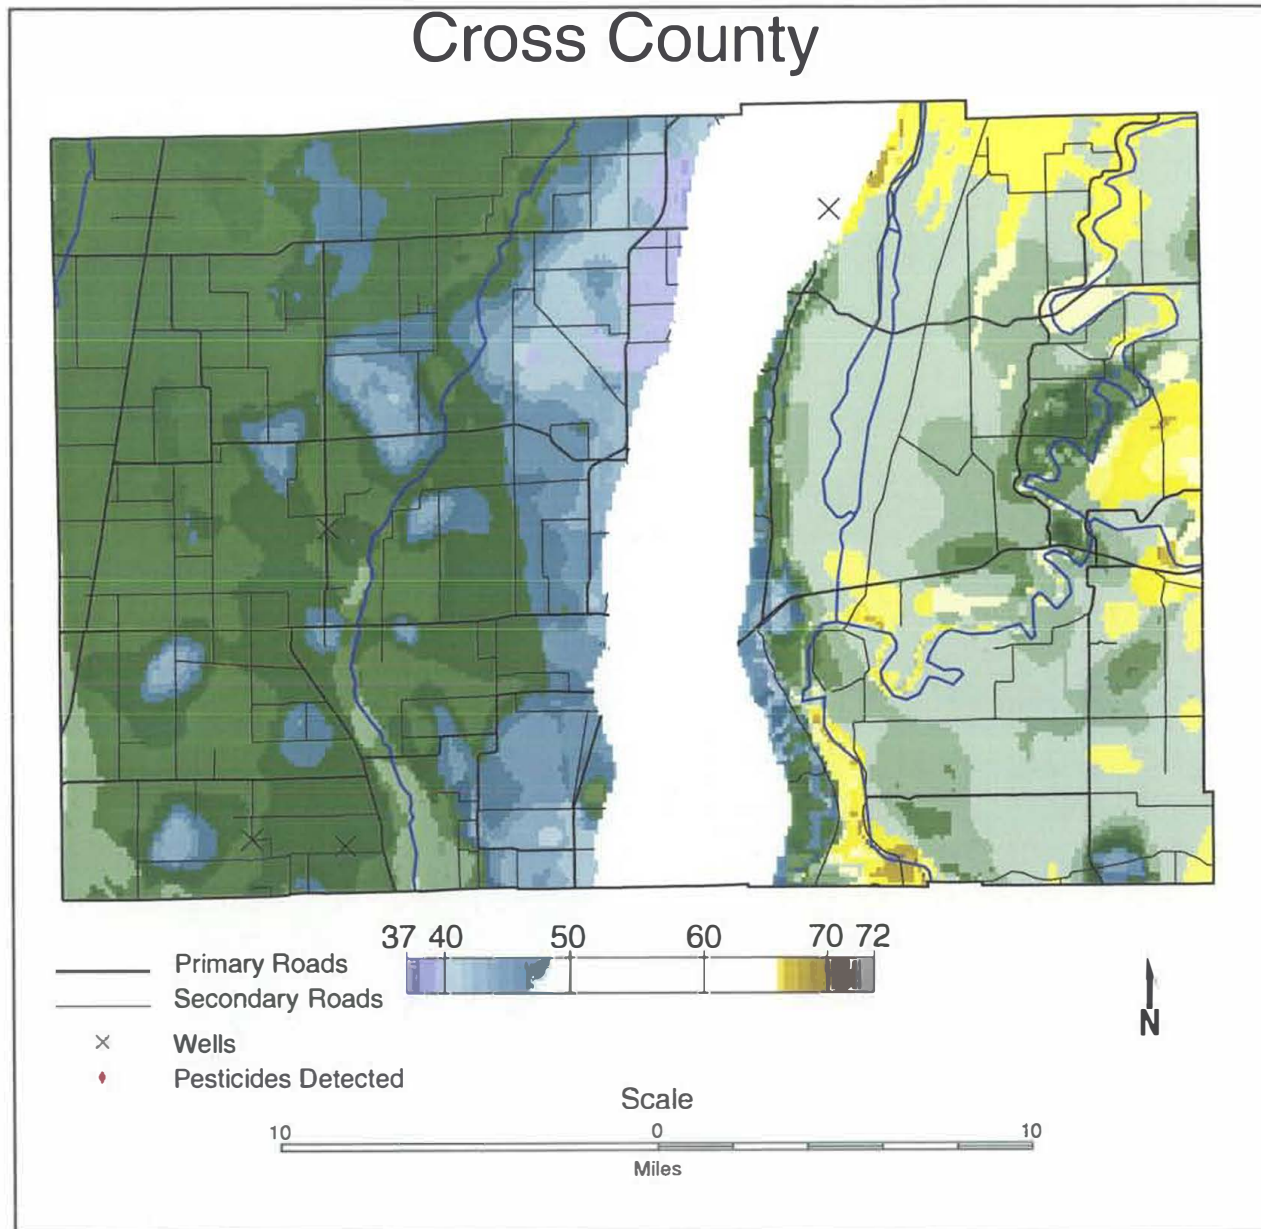 Cross County
37 40 50 60 70 72
Primary Roads
Secondary Roads
Wells
Pesticides Detected
N
Scale
10 0 10
Miles